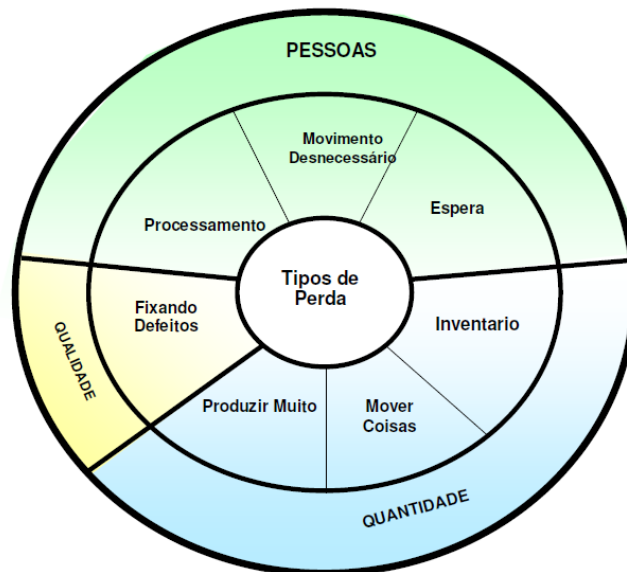 PESSOAS
Movimento
Desnecessário
Processamento
Espera
Tipos de
Perda
Fixando
Defeitos
Inventario
QUALIDADE
Produzir Muito
Mover
Coisas
QUANTIDADE